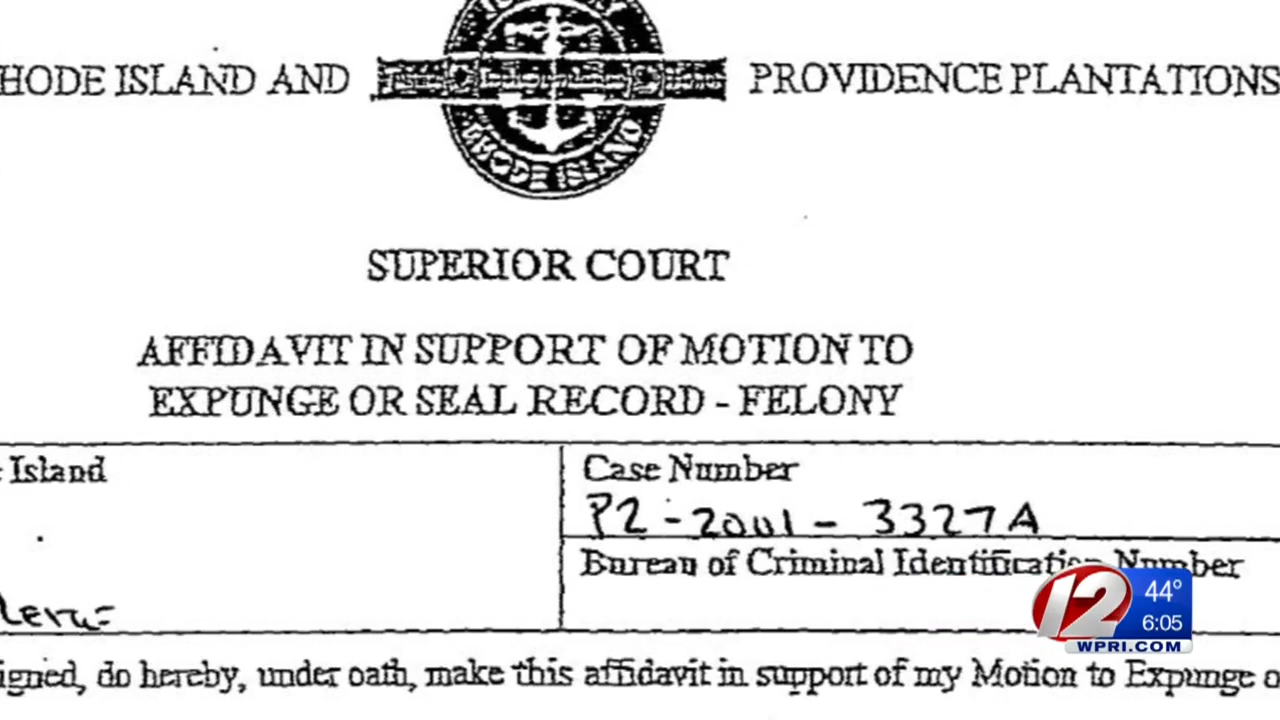 HODE ISLAND AND PROVIDENCE PLANTATIONS
RHODE ISLAND
SUPERIOR COURT
AFFIDAVIT IN SUPPORT OF MOTION TO
EXPUNGE OR SEAL RECORD - FELONY
Island
Case Number
P2-2001-3327A
Bureau of Criminal Identification Number
igned, do hereby, under oath, make this affidavit in support of my Motion to Expunge o
12
44°
6:05
WPRI.COM